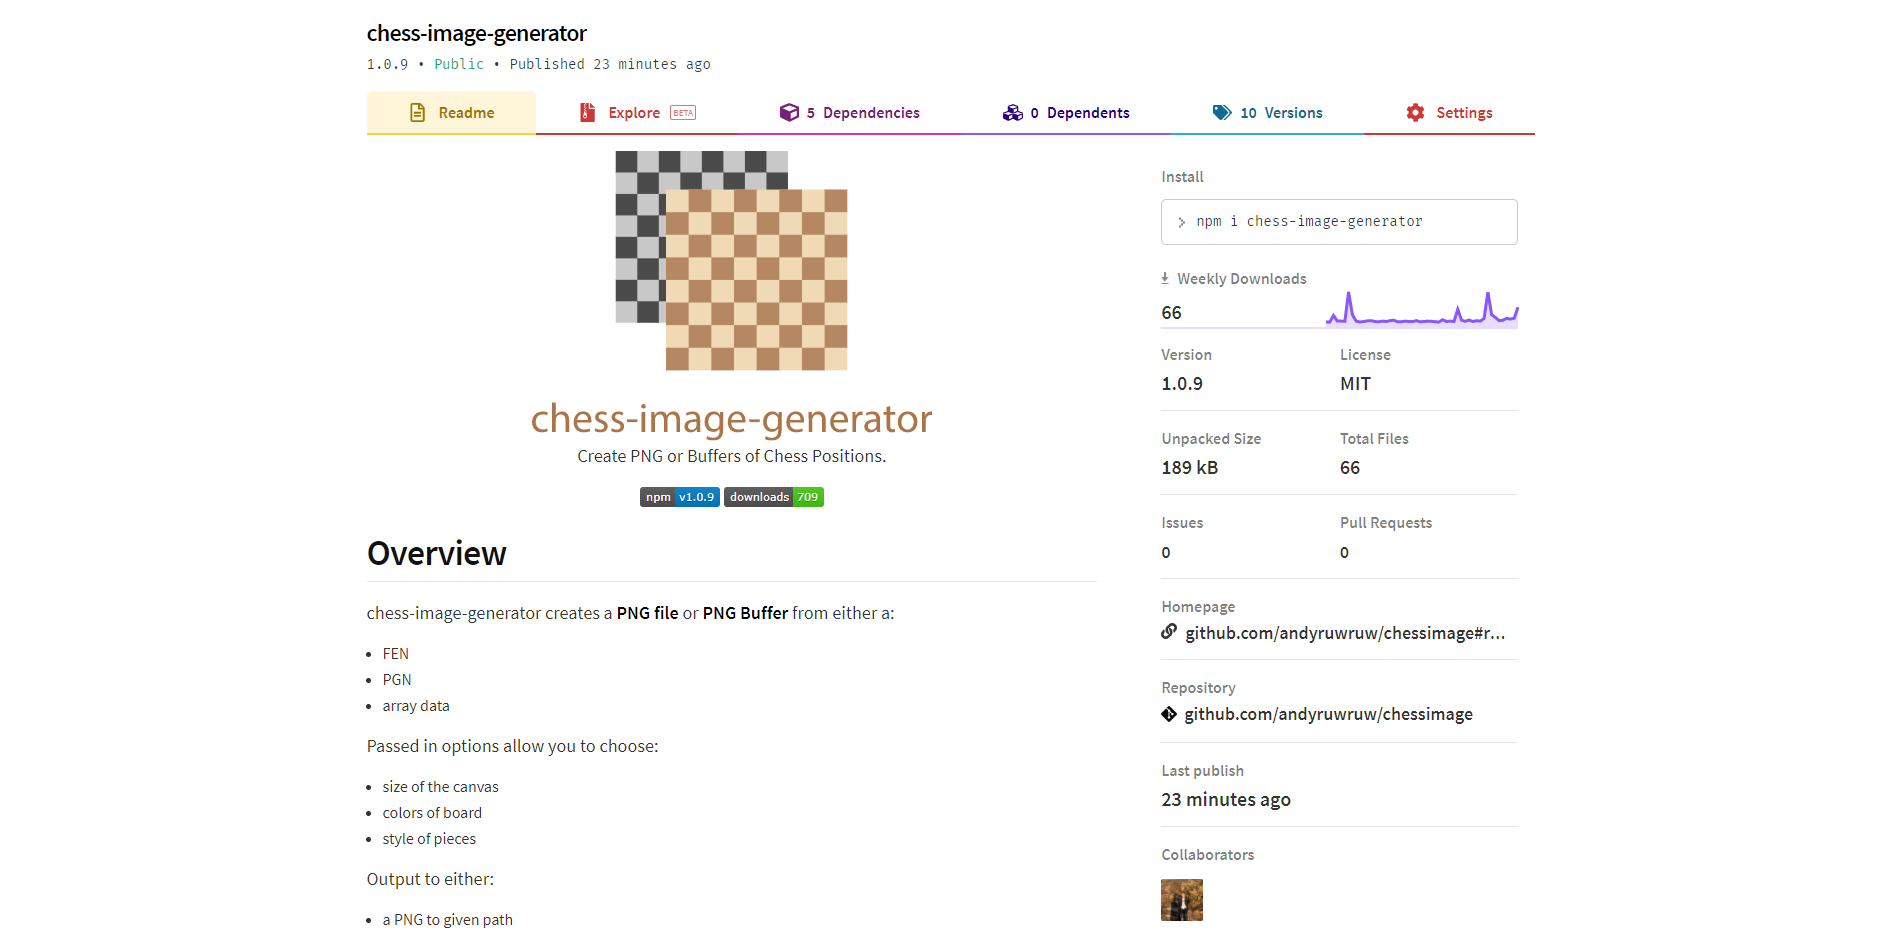 chess-image-generator
1.0.9 • Public • Published 23 minutes ago
Readme
Explore BETA
5 Dependencies
0 Dependents
10 Versions
Settings
chess-image-generator
Create PNG or Buffers of Chess Positions.
npm v1.0.9 downloads 709
Overview
chess-image-generator creates a PNG file or PNG Buffer from either a:
• FEN
• PGN
• array data
Passed in options allow you to choose:
• size of the canvas
• colors of board
• style of pieces
Output to either:
• a PNG to given path
Install
> npm i chess-image-generator
Weekly Downloads
66
Version
1.0.9
License
MIT
Unpacked Size
189 kB
Total Files
66
Issues
0
Pull Requests
0
Homepage
github.com/andyruwruw/chessimage#r...
Repository
github.com/andyruwruw/chessimage
Last publish
23 minutes ago
Collaborators